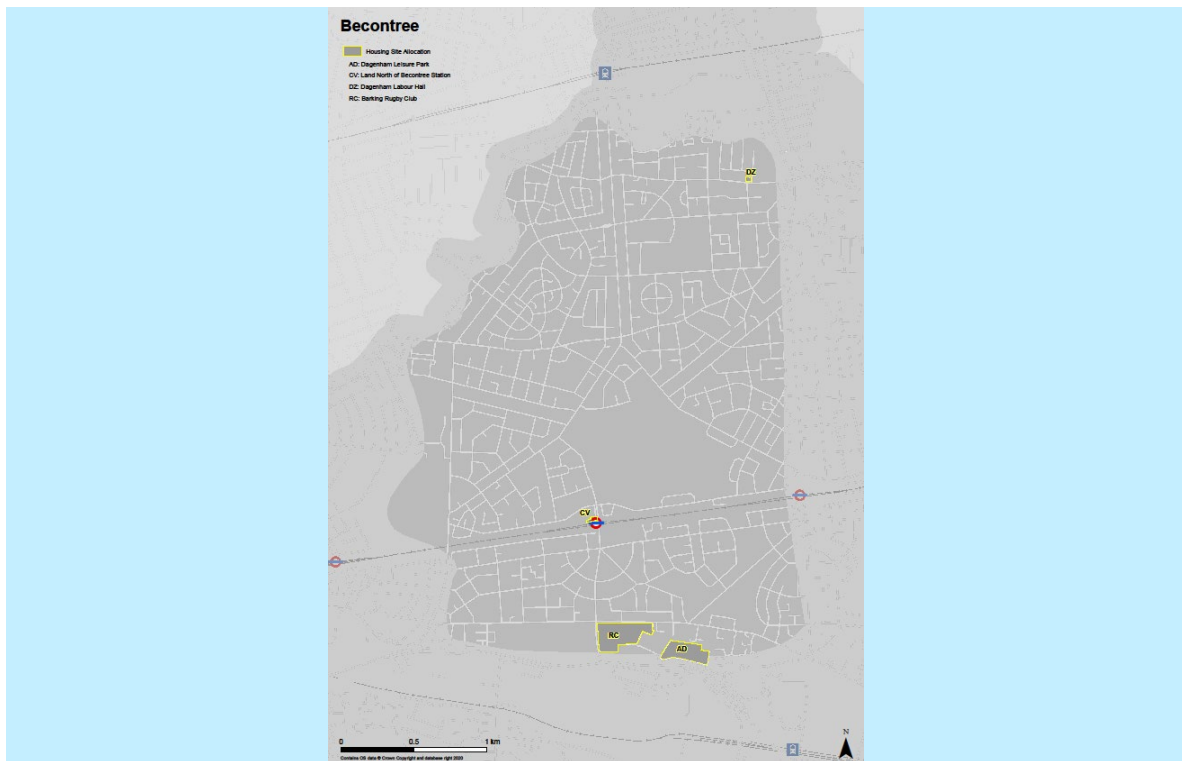 Becontree
Housing Site Allocation
AD: Dagenham Leisure Park
CV: Land North of Becontree Station
DZ: Dagenham Labour Hall
RC: Barking Rugby Club
DZ
CV
RC
AD
0 0.5 1 km
N
Contains OS data © Crown Copyright and database right 2020